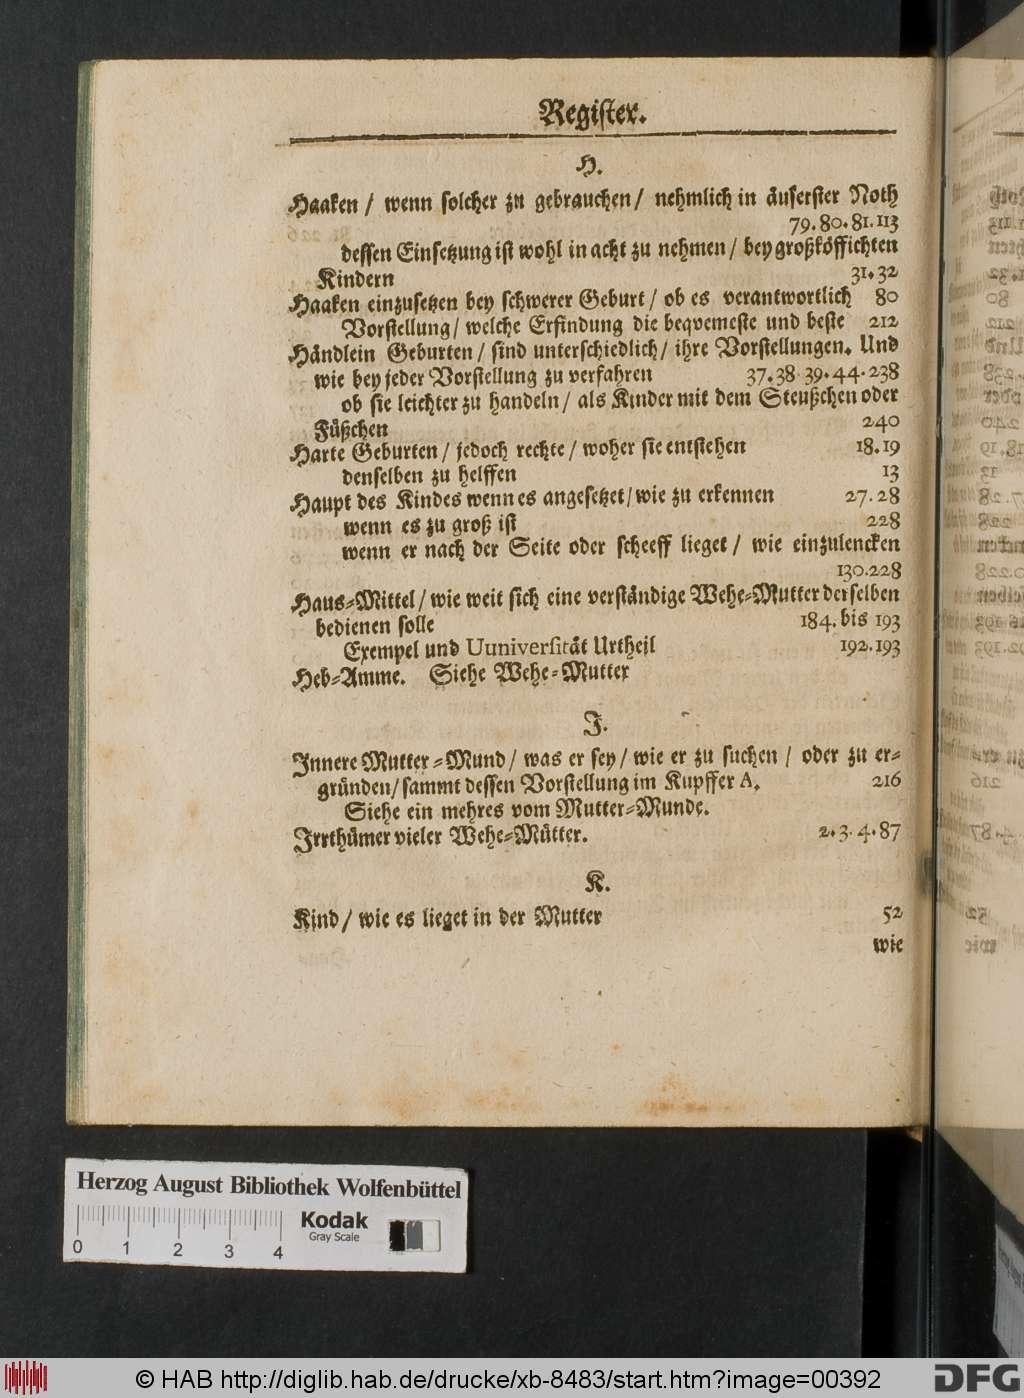 Register.
H.
Haaken / wenn solcher zu gebrauchen / nehmlich in äuserster Noth
79. 80. 81. 113
dessen Einsetzung ist wohl in acht zu nehmen / bey großköffichten
Kindern 31. 32
Haaken einzusetzen bey schwerer Geburt / ob es verantwortlich 80
Vorstellung / welche Erfindung die beqvemeste und beste 212
Händlein Geburten / sind unterschiedlich / ihre Vorstellungen. Und
wie bey jeder Vorstellung zu verfahren 37. 38 39. 44. 238
ob sie leichter zu handeln / als Kinder mit dem Steußchen oder
Füßchen 240
Harte Geburten / jedoch rechte / woher sie entstehen 18. 19
denselben zu helffen 13
Haupt des Kindes wenn es angesetzet / wie zu erkennen 27. 28
wenn es zu groß ist 228
wenn er nach der Seite oder scheeff lieget / wie einzulencken
130. 228
Haus-Mittel / wie weit sich eine verständige Wehe-Mutter derselben
bedienen solle 184. bis 193
Exempel und Uuniversität Urtheil 192. 193
Heb-Amme. Siehe Wehe-Mutter
J.
Innere Mutter-Mund / was er sey / wie er zu suchen / oder zu er-
gründen / sammt dessen Vorstellung im Kupffer A. 216
Siehe ein mehres vom Mutter-Munde.
Irrthümer vieler Wehe-Mütter. 2. 3. 4. 87
K.
Kind / wie es lieget in der Mutter 52
wie
Herzog August Bibliothek Wolfenbüttel
Kodak
Gray Scale
0 1 2 3 4
© HAB http://diglib.hab.de/drucke/xb-8483/start.htm?image=00392
DFG